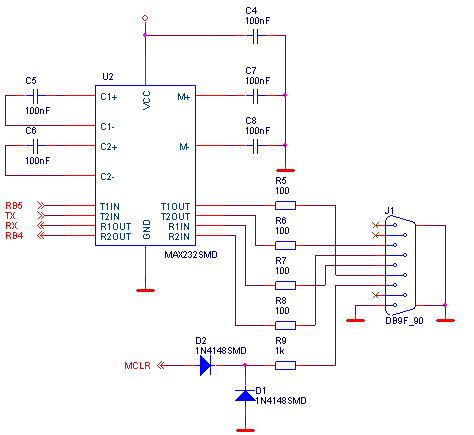 C4
100nF
C5
100nF
U2
C7
100nF
C1+
VCC
M+
C6
100nF
C1-
C2+
C8
100nF
M-
C2-
R5
100
RB5
T1IN
T1OUT
J1
TX
T2IN
T2OUT
R6
100
RX
R1OUT
R1IN
RB4
R2OUT
GND
R2IN
MAX232SMD
R7
100
R8
100
DB9F_90
D2
1N4148SMD
R9
1k
MCLR
D1
1N4148SMD